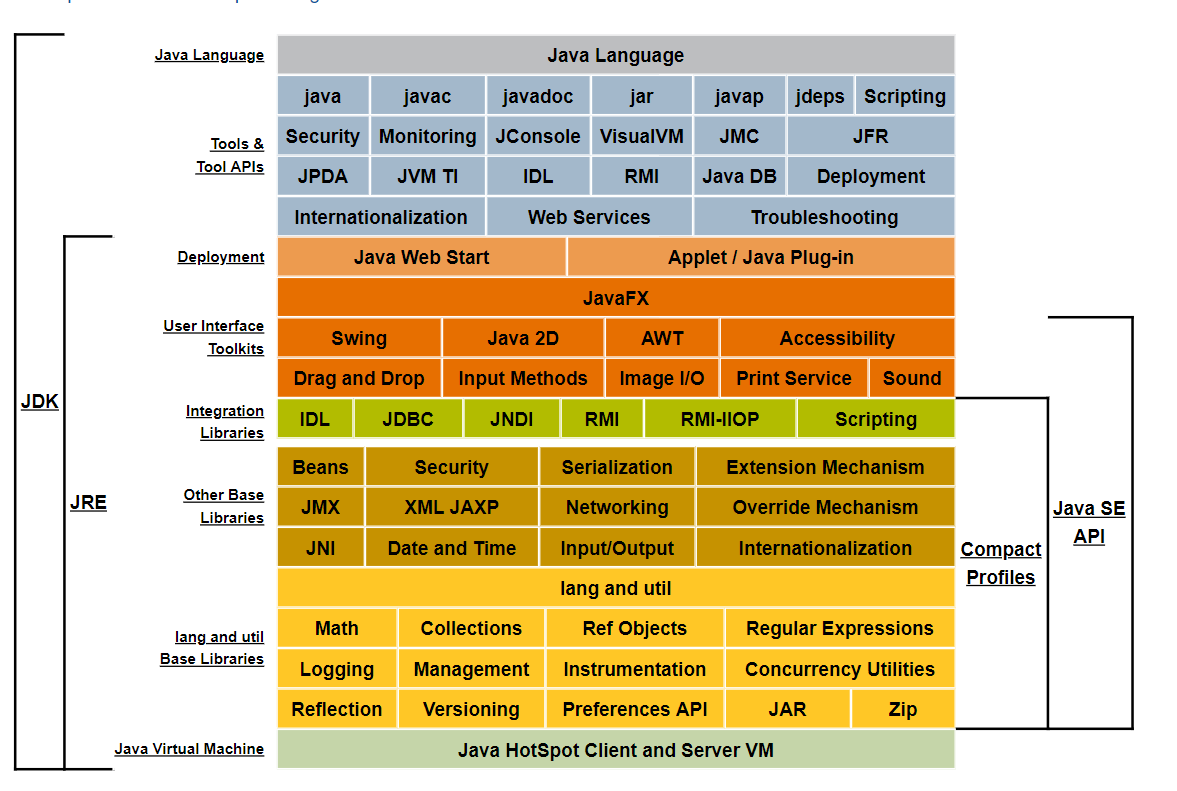 Java Language Java Language
java javac javadoc jar javap jdeps Scripting
Security Monitoring JConsole VisualVM JMC JFR
Tools &
Tool APIs
JPDA JVM TI IDL RMI Java DB Deployment
Internationalization Web Services Troubleshooting
Deployment Java Web Start Applet / Java Plug-in
JavaFX
User Interface
Toolkits
Swing Java 2D AWT Accessibility
Drag and Drop Input Methods Image I/O Print Service Sound
JDK
Integration
Libraries
IDL JDBC JNDI RMI RMI-IIOP Scripting
Beans Security Serialization Extension Mechanism
JRE
Other Base
Libraries
JMX XML JAXP Networking Override Mechanism
Java SE
API
JNI Date and Time Input/Output Internationalization
Compact
Profiles
lang and util
Math Collections Ref Objects Regular Expressions
lang and util
Base Libraries
Logging Management Instrumentation Concurrency Utilities
Reflection Versioning Preferences API JAR Zip
Java Virtual Machine Java HotSpot Client and Server VM